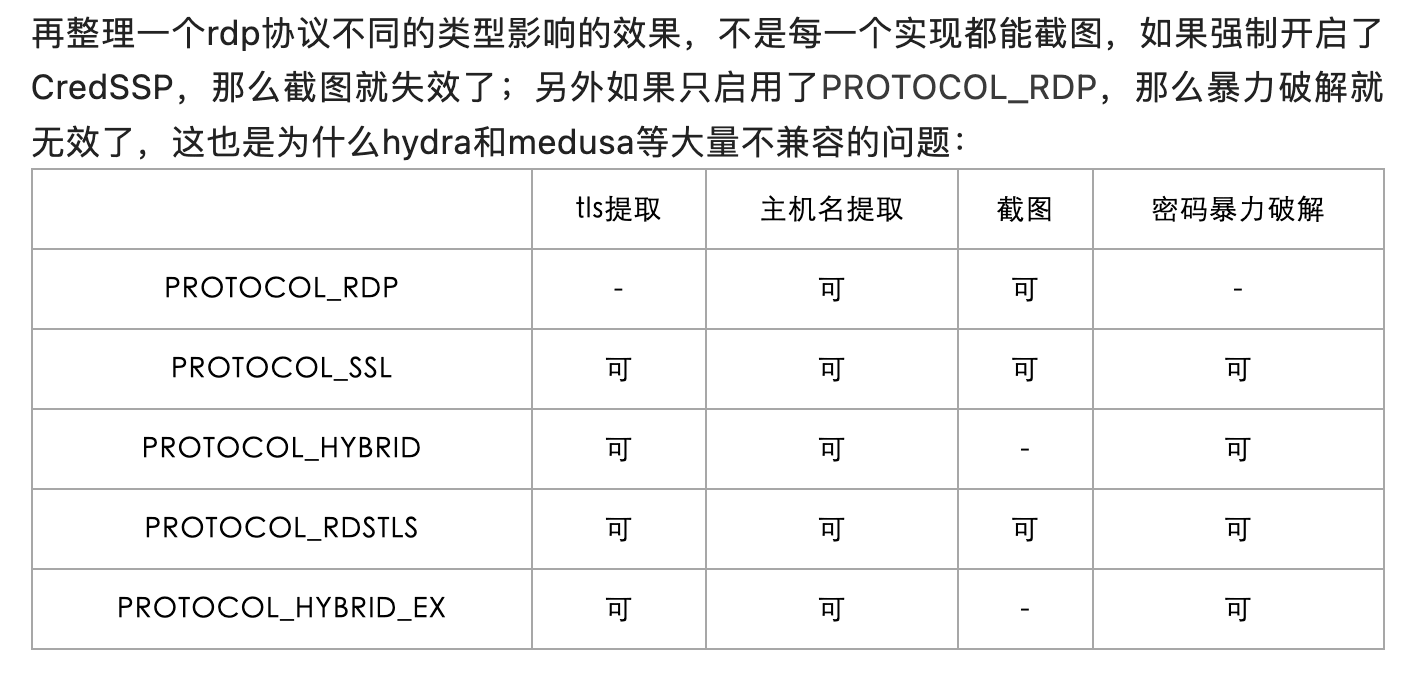 再整理一个rdp协议不同的类型影响的效果，不是每一个实现都能截图，如果强制开启了
CredSSP，那么截图就失效了；另外如果只启用了PROTOCOL_RDP，那么暴力破解就
无效了，这也是为什么hydra和medusa等大量不兼容的问题：
tls提取 主机名提取 截图 密码暴力破解
PROTOCOL_RDP - 可 可 -
PROTOCOL_SSL 可 可 可 可
PROTOCOL_HYBRID 可 可 - 可
PROTOCOL_RDSTLS 可 可 可 可
PROTOCOL_HYBRID_EX 可 可 - 可